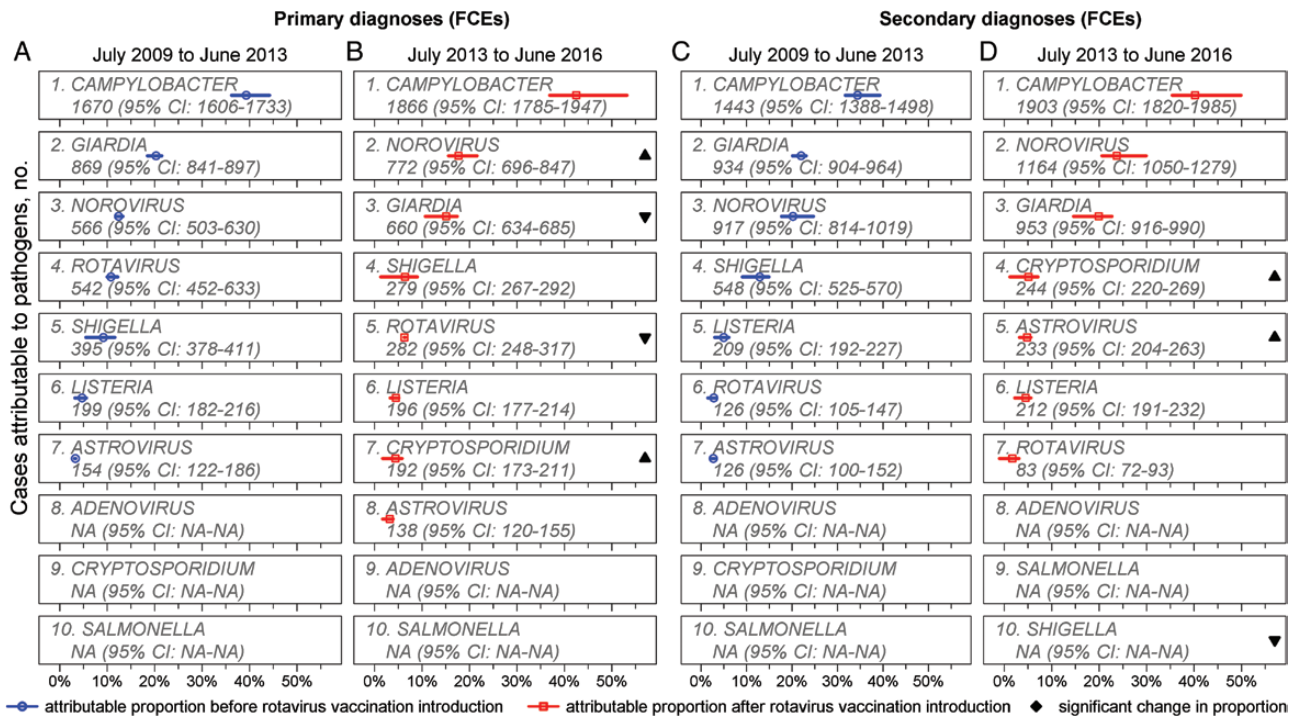 Primary diagnoses (FCEs)
Secondary diagnoses (FCEs)
A
July 2009 to June 2013
B
July 2013 to June 2016
C
July 2009 to June 2013
D
July 2013 to June 2016
Cases attributable to pathogens, no.
1. CAMPYLOBACTER
1670 (95% CI: 1606-1733)
2. GIARDIA
869 (95% CI: 841-897)
3. NOROVIRUS
566 (95% CI: 503-630)
4. ROTAVIRUS
542 (95% CI: 452-633)
5. SHIGELLA
395 (95% CI: 378-411)
6. LISTERIA
199 (95% CI: 182-216)
7. ASTROVIRUS
154 (95% CI: 122-186)
8. ADENOVIRUS
NA (95% CI: NA-NA)
9. CRYPTOSPORIDIUM
NA (95% CI: NA-NA)
10. SALMONELLA
NA (95% CI: NA-NA)
0% 10% 20% 30% 40% 50%
1. CAMPYLOBACTER
1866 (95% CI: 1785-1947)
2. NOROVIRUS
772 (95% CI: 696-847)
3. GIARDIA
660 (95% CI: 634-685)
4. SHIGELLA
279 (95% CI: 267-292)
5. ROTAVIRUS
282 (95% CI: 248-317)
6. LISTERIA
196 (95% CI: 177-214)
7. CRYPTOSPORIDIUM
192 (95% CI: 173-211)
8. ASTROVIRUS
138 (95% CI: 120-155)
9. ADENOVIRUS
NA (95% CI: NA-NA)
10. SALMONELLA
NA (95% CI: NA-NA)
0% 10% 20% 30% 40% 50%
1. CAMPYLOBACTER
1443 (95% CI: 1388-1498)
2. GIARDIA
934 (95% CI: 904-964)
3. NOROVIRUS
917 (95% CI: 814-1019)
4. SHIGELLA
548 (95% CI: 525-570)
5. LISTERIA
209 (95% CI: 192-227)
6. ROTAVIRUS
126 (95% CI: 105-147)
7. ASTROVIRUS
126 (95% CI: 100-152)
8. ADENOVIRUS
NA (95% CI: NA-NA)
9. CRYPTOSPORIDIUM
NA (95% CI: NA-NA)
10. SALMONELLA
NA (95% CI: NA-NA)
0% 10% 20% 30% 40% 50%
1. CAMPYLOBACTER
1903 (95% CI: 1820-1985)
2. NOROVIRUS
1164 (95% CI: 1050-1279)
3. GIARDIA
953 (95% CI: 916-990)
4. CRYPTOSPORIDIUM
244 (95% CI: 220-269)
5. ASTROVIRUS
233 (95% CI: 204-263)
6. LISTERIA
212 (95% CI: 191-232)
7. ROTAVIRUS
83 (95% CI: 72-93)
8. ADENOVIRUS
NA (95% CI: NA-NA)
9. SALMONELLA
NA (95% CI: NA-NA)
10. SHIGELLA
NA (95% CI: NA-NA)
0% 10% 20% 30% 40% 50%
attributable proportion before rotavirus vaccination introduction
attributable proportion after rotavirus vaccination introduction
significant change in proportion